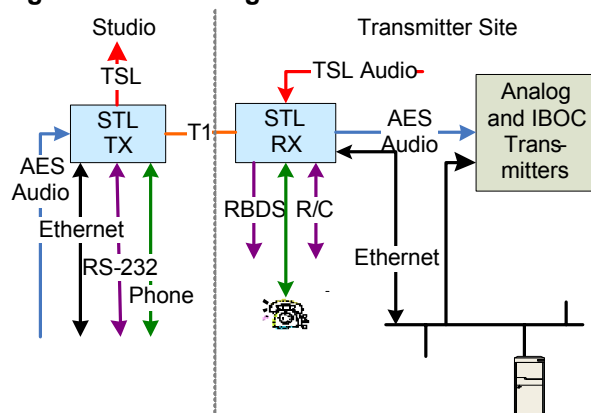 Studio
Transmitter Site
TSL
TSL Audio
STL
TX
T1
STL
RX
AES
Audio
Analog
and IBOC
Trans-
mitters
AES
Audio
Ethernet
RS-232
Phone
RBDS
R/C
Ethernet